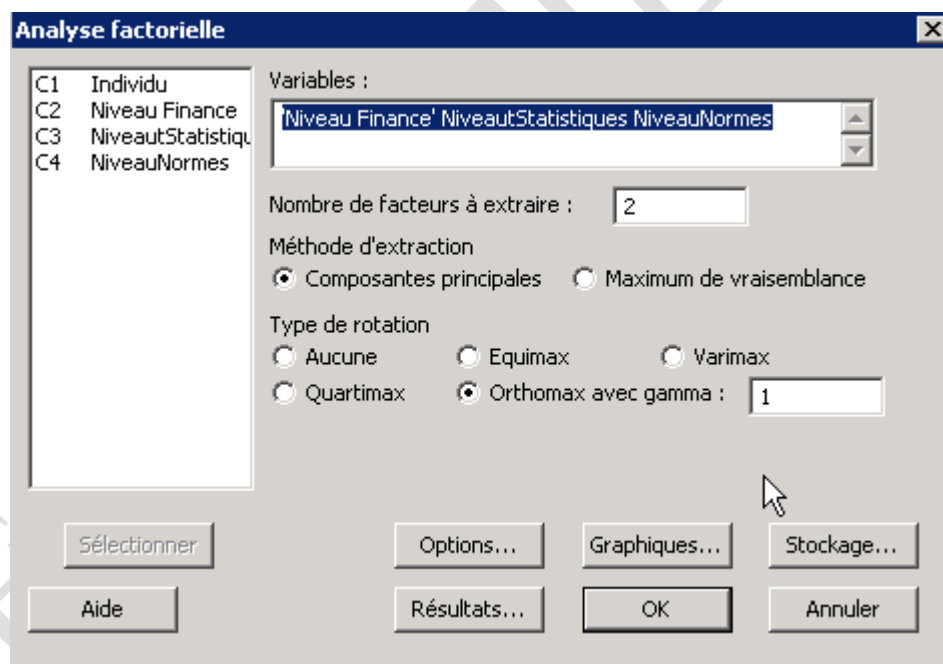 Analyse factorielle
C1 Individu
C2 Niveau Finance
C3 NiveautStatistiqu
C4 NiveauNormes
Variables :
'Niveau Finance' NiveautStatistiques NiveauNormes
Nombre de facteurs à extraire : 2
Méthode d'extraction
Composantes principales Maximum de vraisemblance
Type de rotation
Aucune Equimax Varimax
Quartimax Orthomax avec gamma : 1
Sélectionner Options... Graphiques... Stockage...
Aide Résultats... OK Annuler